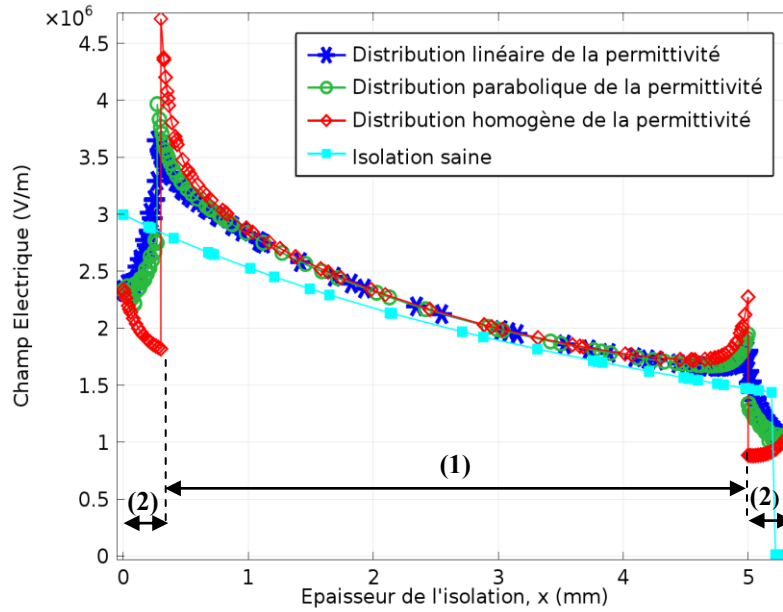 ×10⁶
4.5
4
3.5
3
2.5
2
1.5
1
0.5
0
Champ Electrique (V/m)
Distribution linéaire de la permittivité
Distribution parabolique de la permittivité
Distribution homogène de la permittivité
Isolation saine
(1)
(2)
(2)
0 1 2 3 4 5
Epaisseur de l'isolation, x (mm)